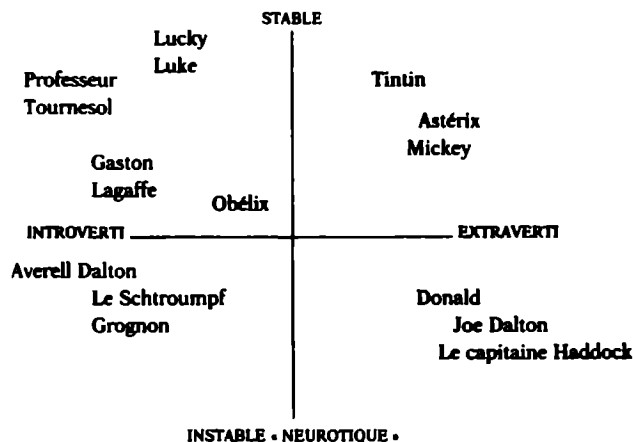 STABLE
Lucky
Luke
Professeur
Tournesol
Tintin
Astérix
Mickey
Gaston
Lagaffe
Obélix
INTROVERTI
EXTRAVERTI
Averell Dalton
Le Schtroumpf
Grognon
Donald
Joe Dalton
Le capitaine Haddock
INSTABLE « NEUROTIQUE »